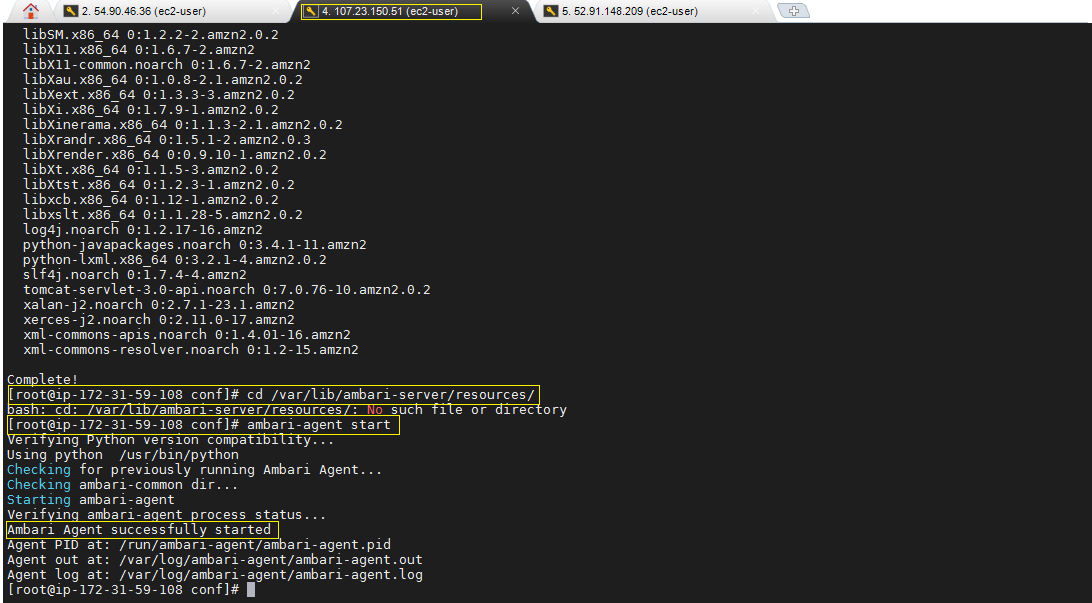 2. 54.90.46.36 (ec2-user)
4. 107.23.150.51 (ec2-user)
5. 52.91.148.209 (ec2-user)
libSM.x86_64 0:1.2.2-2.amzn2.0.2
libX11.x86_64 0:1.6.7-2.amzn2
libX11-common.noarch 0:1.6.7-2.amzn2
libXau.x86_64 0:1.0.8-2.1.amzn2.0.2
libXext.x86_64 0:1.3.3-3.amzn2.0.2
libXi.x86_64 0:1.7.9-1.amzn2.0.2
libXinerama.x86_64 0:1.1.3-2.1.amzn2.0.2
libXrandr.x86_64 0:1.5.1-2.amzn2.0.3
libXrender.x86_64 0:0.9.10-1.amzn2.0.2
libXt.x86_64 0:1.1.5-3.amzn2.0.2
libXtst.x86_64 0:1.2.3-1.amzn2.0.2
libxcb.x86_64 0:1.12-1.amzn2.0.2
libxslt.x86_64 0:1.1.28-5.amzn2.0.2
log4j.noarch 0:1.2.17-16.amzn2
python-javapackages.noarch 0:3.4.1-11.amzn2
python-lxml.x86_64 0:3.2.1-4.amzn2.0.2
slf4j.noarch 0:1.7.4-4.amzn2
tomcat-servlet-3.0-api.noarch 0:7.0.76-10.amzn2.0.2
xalan-j2.noarch 0:2.7.1-23.1.amzn2
xerces-j2.noarch 0:2.11.0-17.amzn2
xml-commons-apis.noarch 0:1.4.01-16.amzn2
xml-commons-resolver.noarch 0:1.2-15.amzn2
Complete!
[root@ip-172-31-59-108 conf]# cd /var/lib/ambari-server/resources/
bash: cd: /var/lib/ambari-server/resources/: No such file or directory
[root@ip-172-31-59-108 conf]# ambari-agent start
Verifying Python version compatibility...
Using python  /usr/bin/python
Checking for previously running Ambari Agent...
Checking ambari-common dir...
Starting ambari-agent
Verifying ambari-agent process status...
Ambari Agent successfully started
Agent PID at: /run/ambari-agent/ambari-agent.pid
Agent out at: /var/log/ambari-agent/ambari-agent.out
Agent log at: /var/log/ambari-agent/ambari-agent.log
[root@ip-172-31-59-108 conf]#